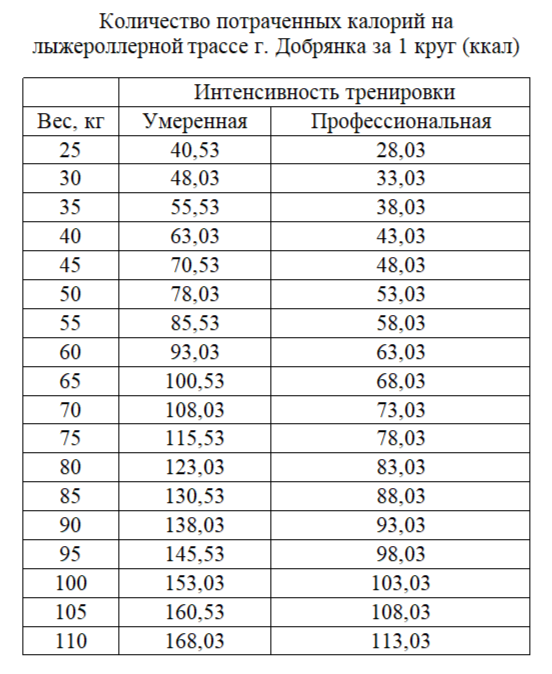 Количество потраченных калорий на
лыжероллерной трассе г. Добрянка за 1 круг (ккал)
Интенсивность тренировки
Вес, кг Умеренная Профессиональная
25 40,53 28,03
30 48,03 33,03
35 55,53 38,03
40 63,03 43,03
45 70,53 48,03
50 78,03 53,03
55 85,53 58,03
60 93,03 63,03
65 100,53 68,03
70 108,03 73,03
75 115,53 78,03
80 123,03 83,03
85 130,53 88,03
90 138,03 93,03
95 145,53 98,03
100 153,03 103,03
105 160,53 108,03
110 168,03 113,03